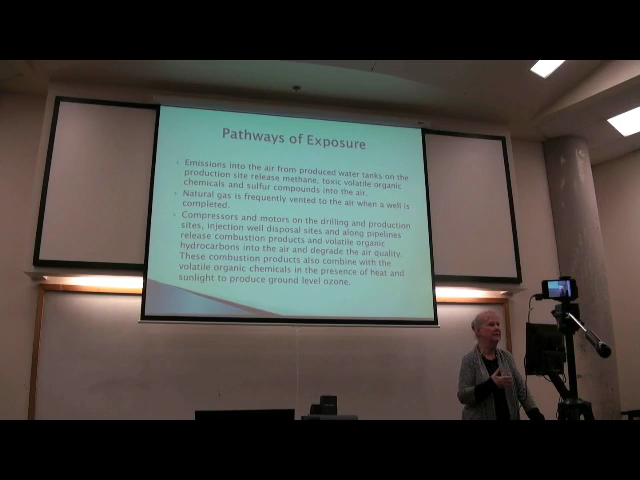 Pathways of Exposure
Emissions into the air from produced water tanks on the
production site release methane, toxic volatile organic
chemicals and sulfur compounds into the air.
Natural gas is frequently vented to the air when a well is
completed.
Compressors and motors on the drilling and production
sites, injection well disposal sites and along pipelines
release combustion products and volatile organic
hydrocarbons into the air and degrade the air quality.
These combustion products also combine with the
volatile organic chemicals in the presence of heat and
sunlight to produce ground level ozone.